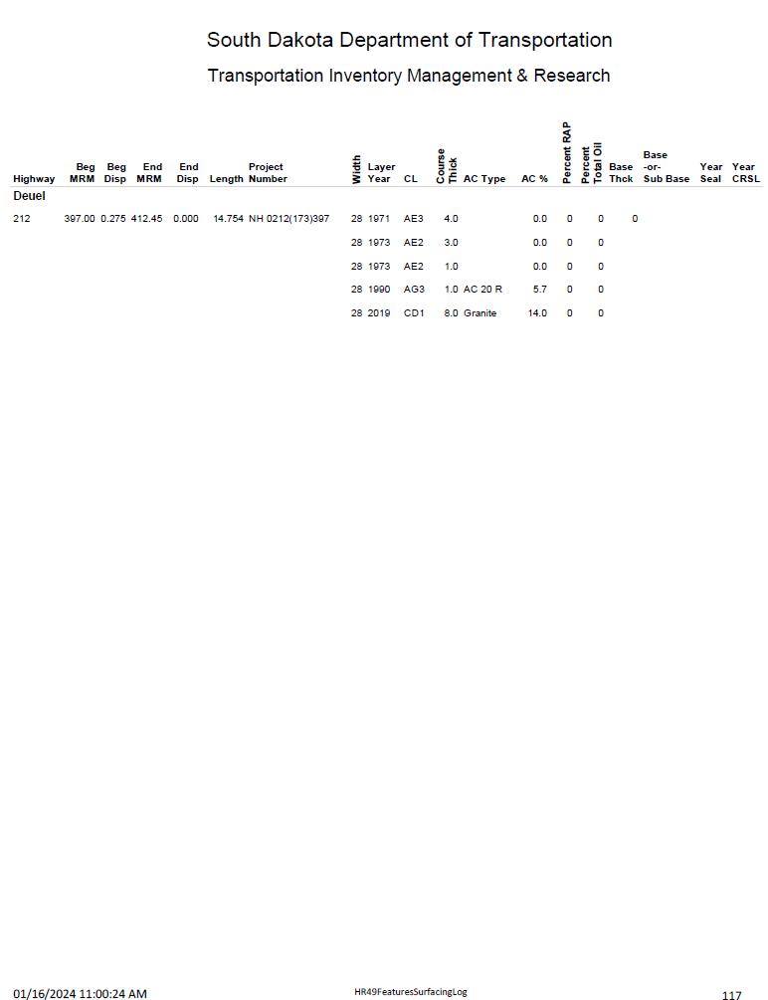 South Dakota Department of Transportation
Transportation Inventory Management & Research
Highway Beg MRM Beg Disp End MRM End Disp Length Project Number Width Layer Year CL Course Thick AC Type AC % Percent RAP Percent Total Oil Base Thck Base -or- Sub Base Year Seal Year CRSL
Deuel
212 397.00 0.275 412.45 0.000 14.754 NH 0212(173)397 28 1971 AE3 4.0 0.0 0 0 0
28 1973 AE2 3.0 0.0 0 0
28 1973 AE2 1.0 0.0 0 0
28 1990 AG3 1.0 AC 20 R 5.7 0 0
28 2019 CD1 8.0 Granite 14.0 0 0
01/16/2024 11:00:24 AM HR49FeaturesSurfacingLog 117